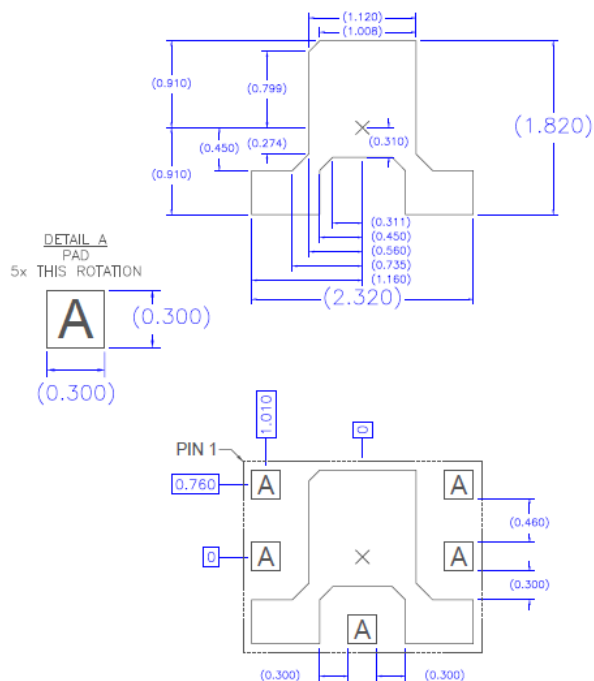 (1.120)
(1.008)
(0.910)
(0.799)
(1.820)
(0.450)
(0.274)
(0.310)
(0.910)
(0.311)
(0.450)
(0.560)
(0.735)
(1.160)
(2.320)
DETAIL A
PAD
5x THIS ROTATION
A
(0.300)
(0.300)
1.010
0
PIN 1
0.760
A
A
(0.460)
0
A
A
(0.300)
A
(0.300)
(0.300)